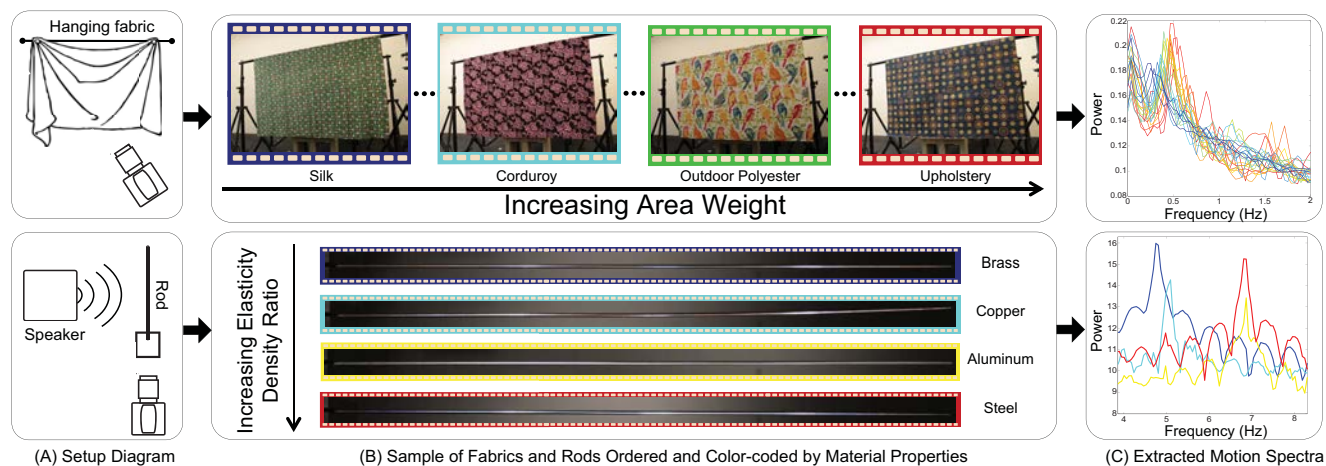 Hanging fabric
Silk
Corduroy
Outdoor Polyester
Upholstery
Increasing Area Weight
0.22
0.2
0.18
0.16
0.14
0.12
0.1
0.08
Power
0
0.5
1
1.5
2
Frequency (Hz)
Speaker
Rod
Increasing Elasticity
Density Ratio
Brass
Copper
Aluminum
Steel
16
15
14
13
12
11
10
9
8
Power
4
5
6
7
8
Frequency (Hz)
(A) Setup Diagram
(B) Sample of Fabrics and Rods Ordered and Color-coded by Material Properties
(C) Extracted Motion Spectra